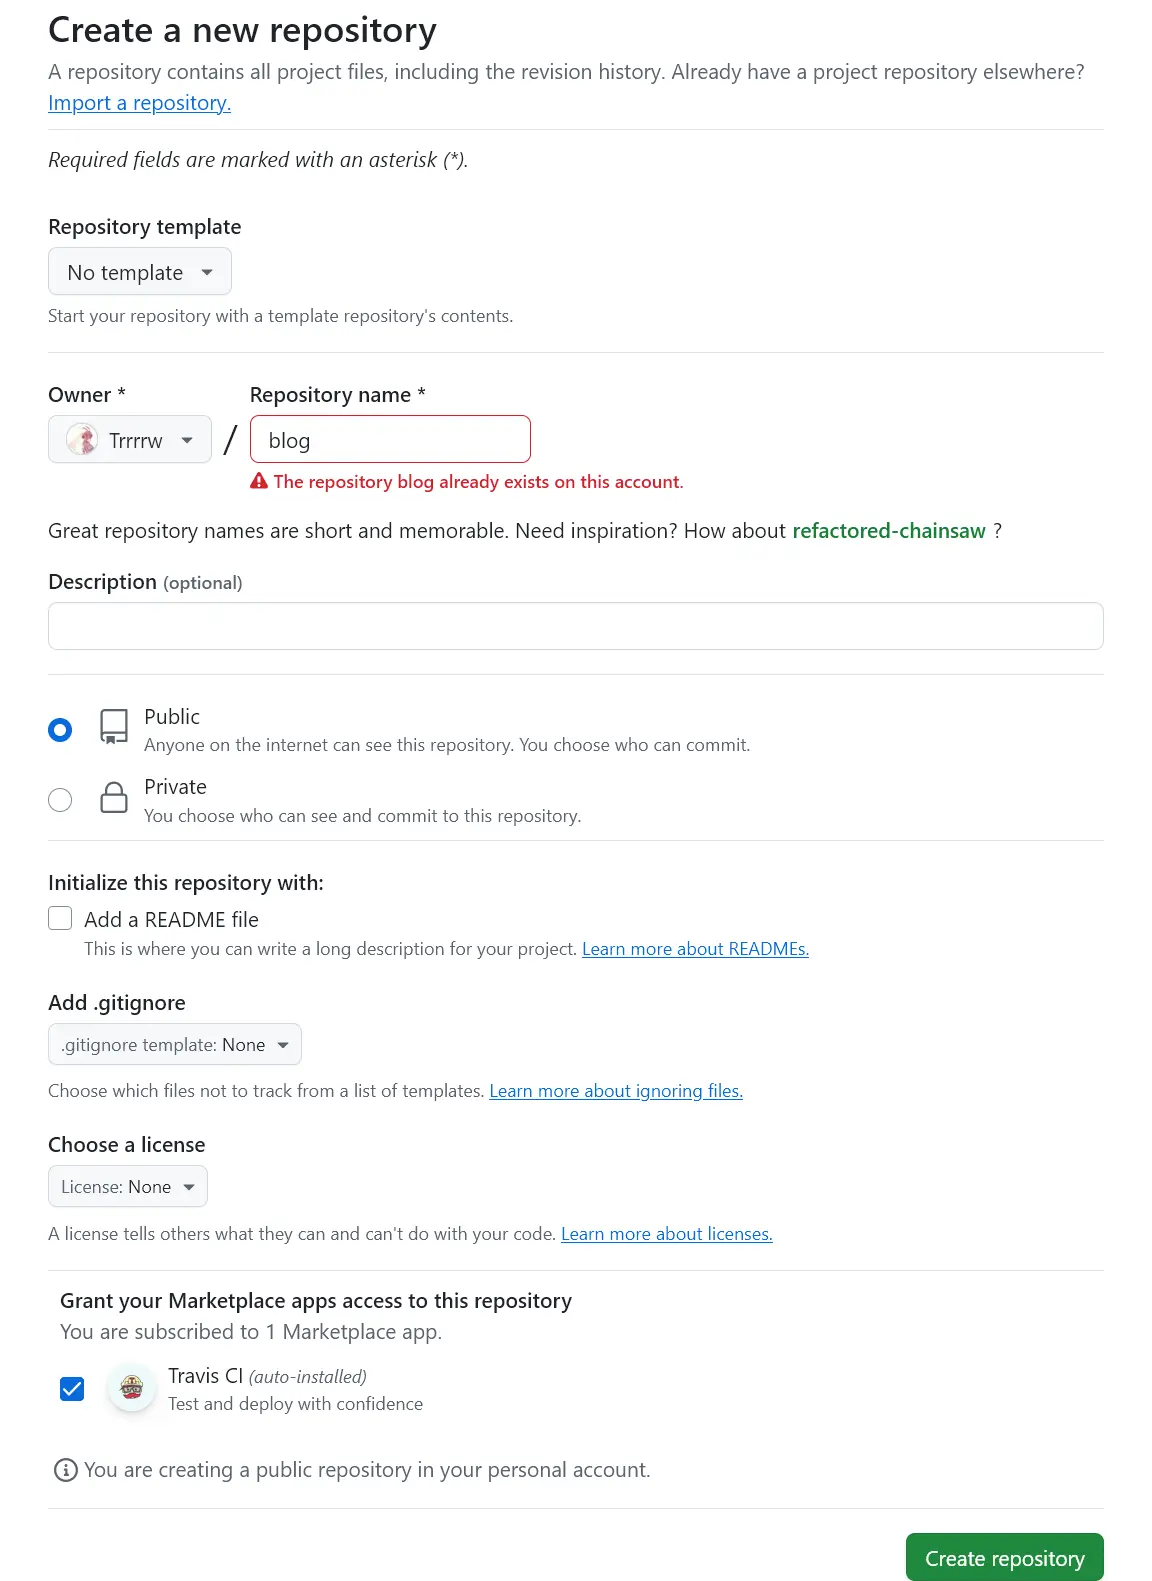 Create a new repository
A repository contains all project files, including the revision history. Already have a project repository elsewhere?
Import a repository.
Required fields are marked with an asterisk (*).
Repository template
No template
Start your repository with a template repository's contents.
Owner *
Repository name *
Trrrrw
/
blog
The repository blog already exists on this account.
Great repository names are short and memorable. Need inspiration? How about refactored-chainsaw ?
Description (optional)
Public
Anyone on the internet can see this repository. You choose who can commit.
Private
You choose who can see and commit to this repository.
Initialize this repository with:
Add a README file
This is where you can write a long description for your project. Learn more about READMEs.
Add .gitignore
.gitignore template: None
Choose which files not to track from a list of templates. Learn more about ignoring files.
Choose a license
License: None
A license tells others what they can and can't do with your code. Learn more about licenses.
Grant your Marketplace apps access to this repository
You are subscribed to 1 Marketplace app.
Travis CI (auto-installed)
Test and deploy with confidence
You are creating a public repository in your personal account.
Create repository